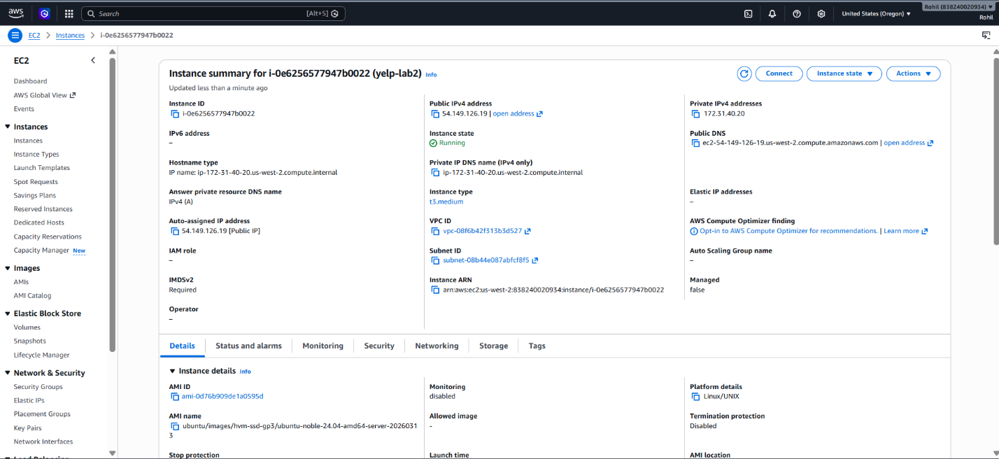 aws
Search
[Alt+5]
United States (Oregon)
Rohil (838240020934)
Rohil
EC2
Instances
i-0e6256577947b0022
EC2
Dashboard
AWS Global View
Events
Instances
Instances
Instance Types
Launch Templates
Spot Requests
Savings Plans
Reserved Instances
Dedicated Hosts
Capacity Reservations
Capacity Manager New
Images
AMIs
AMI Catalog
Elastic Block Store
Volumes
Snapshots
Lifecycle Manager
Network & Security
Security Groups
Elastic IPs
Placement Groups
Key Pairs
Network Interfaces
Load Balancing
Instance summary for i-0e6256577947b0022 (yelp-lab2) Info
Updated less than a minute ago
Connect
Instance state
Actions
Instance ID
i-0e6256577947b0022
IPv6 address
–
Hostname type
IP name: ip-172-31-40-20.us-west-2.compute.internal
Answer private resource DNS name
IPv4 (A)
Auto-assigned IP address
54.149.126.19 [Public IP]
IAM role
–
IMDSv2
Required
Operator
–
Public IPv4 address
54.149.126.19 | open address
Instance state
Running
Private IP DNS name (IPv4 only)
ip-172-31-40-20.us-west-2.compute.internal
Instance type
t3.medium
VPC ID
vpc-08f6b42f313b3d527
Subnet ID
subnet-08b44e087abfcf8f5
Instance ARN
arn:aws:ec2:us-west-2:838240020934:instance/i-0e6256577947b0022
Private IPv4 addresses
172.31.40.20
Public DNS
ec2-54-149-126-19.us-west-2.compute.amazonaws.com | open address
Elastic IP addresses
–
AWS Compute Optimizer finding
Opt-in to AWS Compute Optimizer for recommendations. | Learn more
Auto Scaling Group name
–
Managed
false
Details
Status and alarms
Monitoring
Security
Networking
Storage
Tags
Instance details Info
AMI ID
ami-0d76b909de1a0595d
AMI name
ubuntu/images/hvm-ssd-gp3/ubuntu-noble-24.04-amd64-server-2026031
3
Stop protection
Monitoring
disabled
Allowed image
-
Launch time
Platform details
Linux/UNIX
Termination protection
Disabled
AMI location